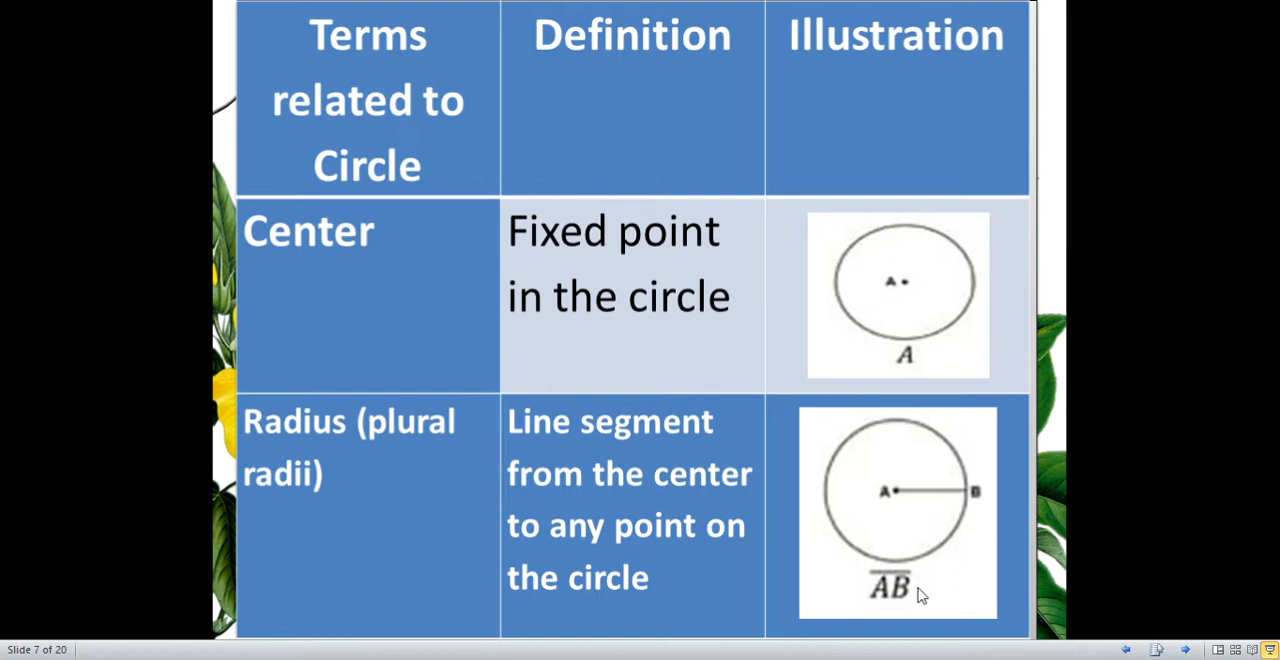 Terms
related to
Circle
Definition
Illustration
Center
Fixed point
in the circle
A
A
Radius (plural
radii)
Line segment
from the center
to any point on
the circle
A B
AB
Slide 7 of 20